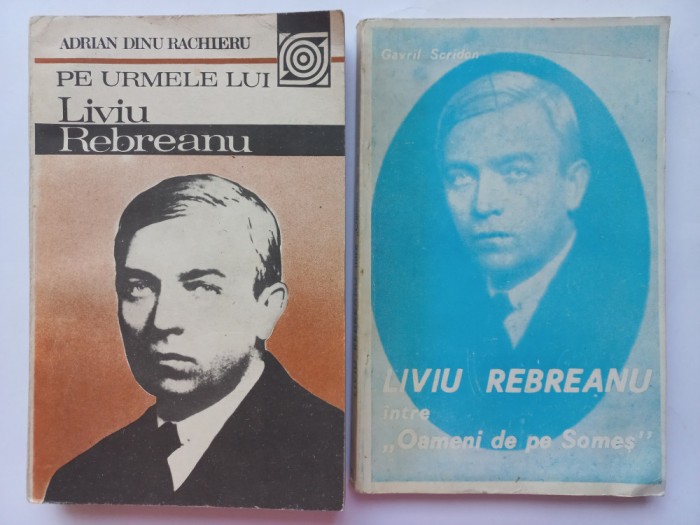 ADRIAN DINU RACHIERU
PE URMELE LUI
Liviu
Rebreanu
Gavril Scridon
LIVIU REBREANU
între
„Oameni de pe Someș”